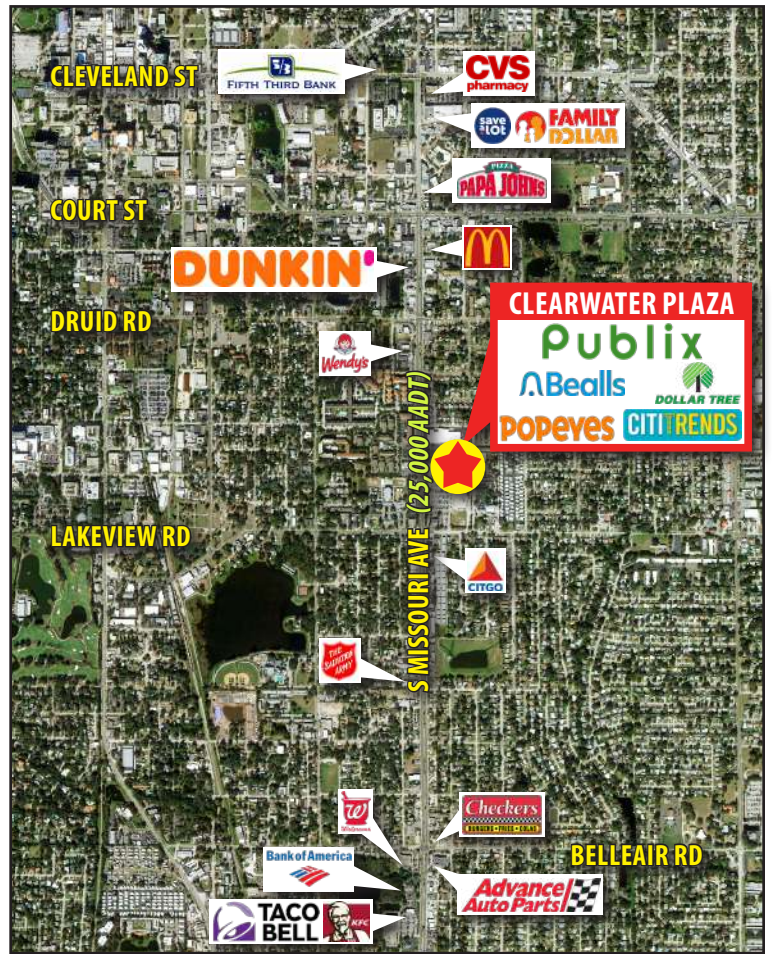 CLEVELAND ST
FIFTH THIRD BANK
CVS
pharmacy
save a lot
FAMILY
DOLLAR
PIZZA
PAPA JOHNS
COURT ST
DUNKIN'
DRUID RD
CLEARWATER PLAZA
Publix
Bealls
DOLLAR TREE
POPEYES
CITITRENDS
Wendy's
S MISSOURI AVE (25,000 AADT)
LAKEVIEW RD
CITGO
THE
SALVATION
ARMY
Walgreens
Checkers
BURGERS • FRIES • COLAS
BELLEAIR RD
Bank of America
Advance
Auto Parts
TACO
BELL
KFC